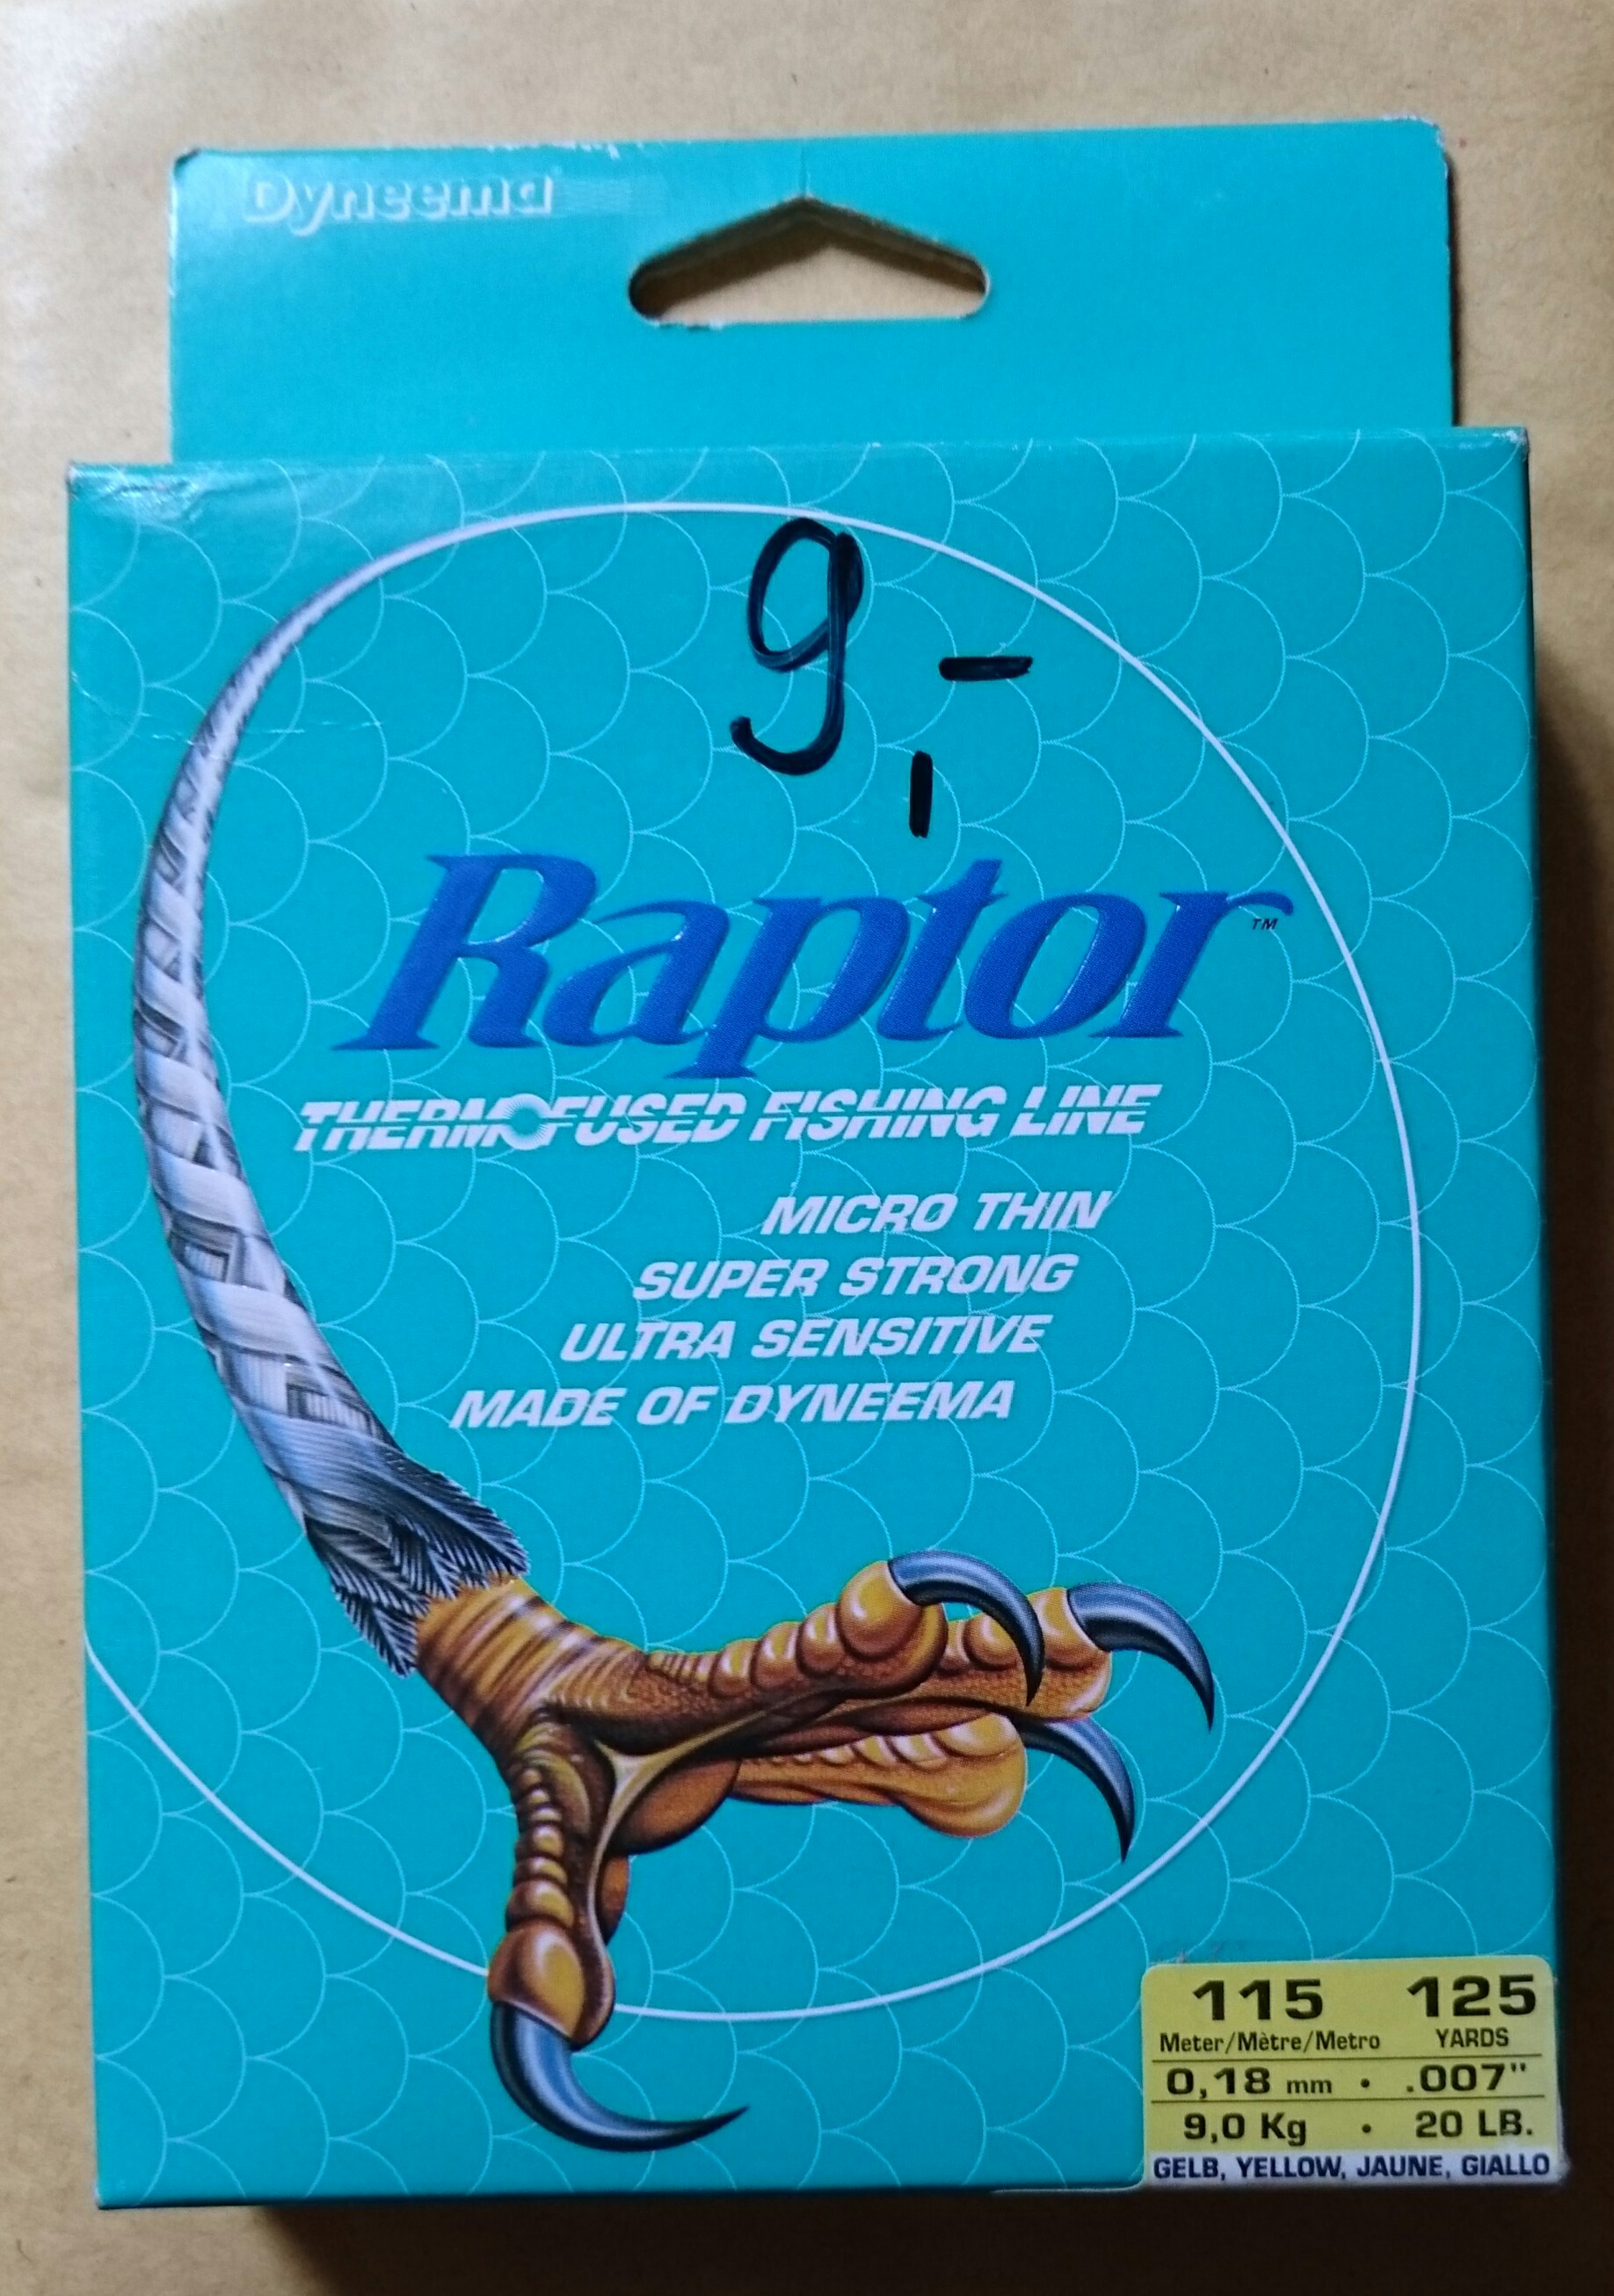 Dyneema
9,-
Raptor™
THERMOFUSED FISHING LINE
MICRO THIN
SUPER STRONG
ULTRA SENSITIVE
MADE OF DYNEEMA
115 125
Meter/Mètre/Metro YARDS
0,18 mm • .007"
9,0 Kg • 20 LB.
GELB, YELLOW, JAUNE, GIALLO